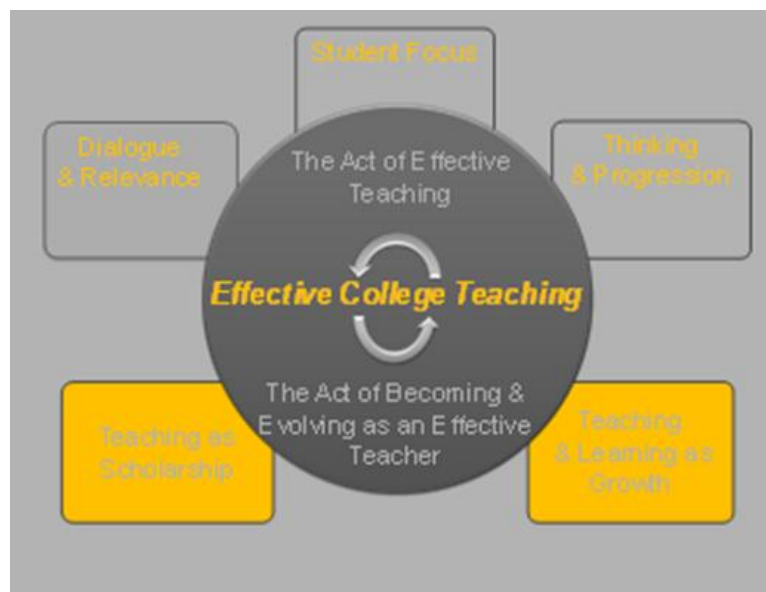 Student Focus
Dialogue
& Relevance
Thinking
& Progression
The Act of Effective
Teaching
Effective College Teaching
The Act of Becoming &
Evolving as an Effective
Teacher
Teaching as
Scholarship
Teaching
& Learning as
Growth